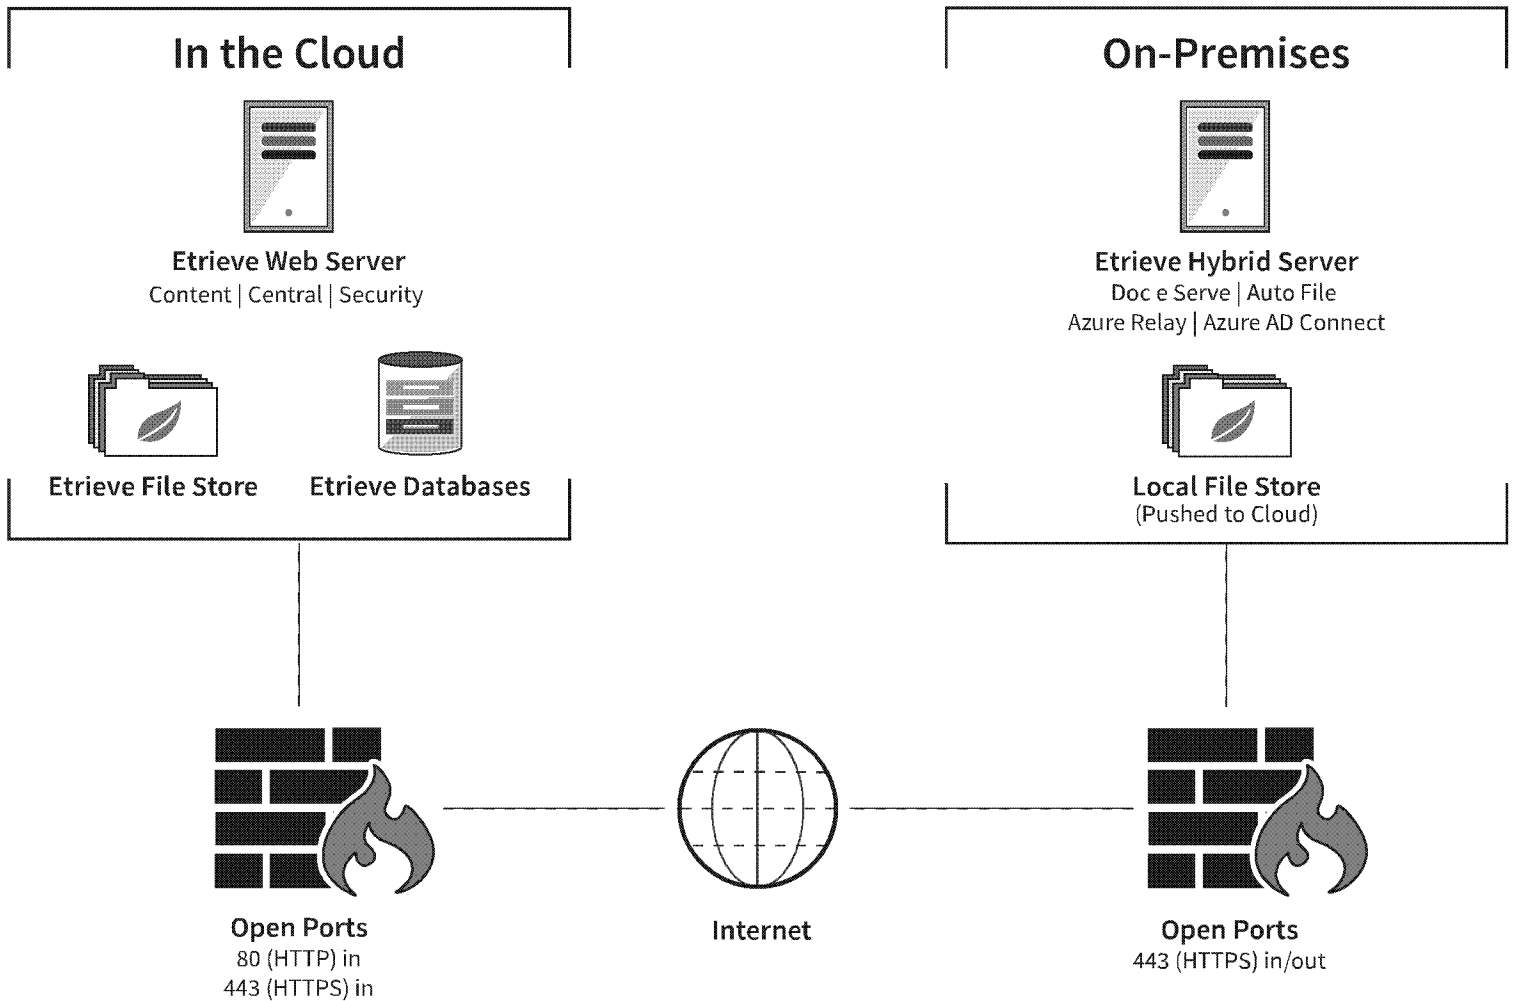 In the Cloud
Etrieve Web Server
Content | Central | Security
Etrieve File Store
Etrieve Databases
On-Premises
Etrieve Hybrid Server
Doc e Serve | Auto File
Azure Relay | Azure AD Connect
Local File Store
(Pushed to Cloud)
Open Ports
80 (HTTP) in
443 (HTTPS) in
Internet
Open Ports
443 (HTTPS) in/out